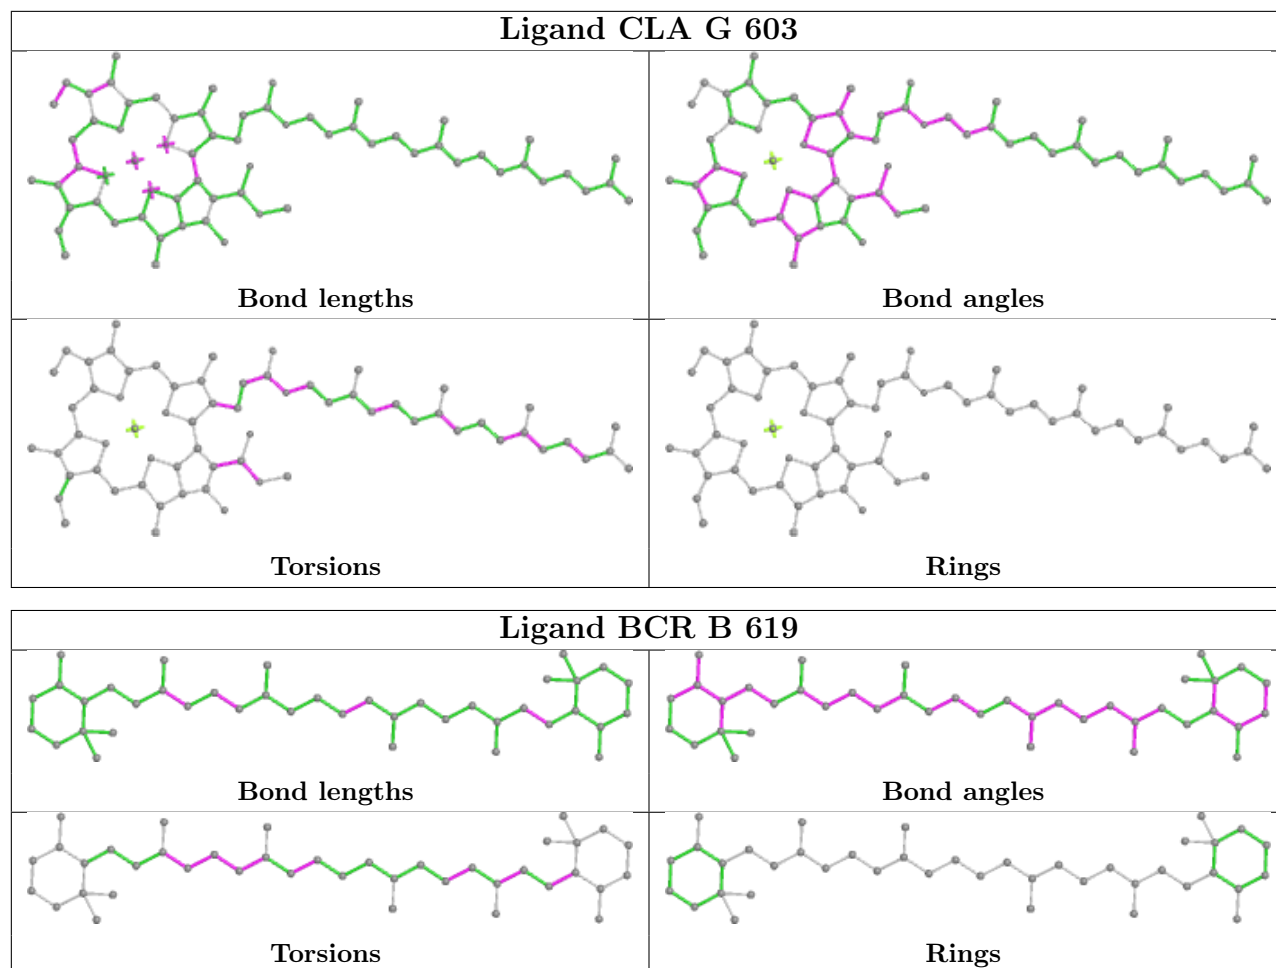 Ligand CLA G 603
Bond lengths
Bond angles
Torsions
Rings
Ligand BCR B 619
Bond lengths
Bond angles
Torsions
Rings